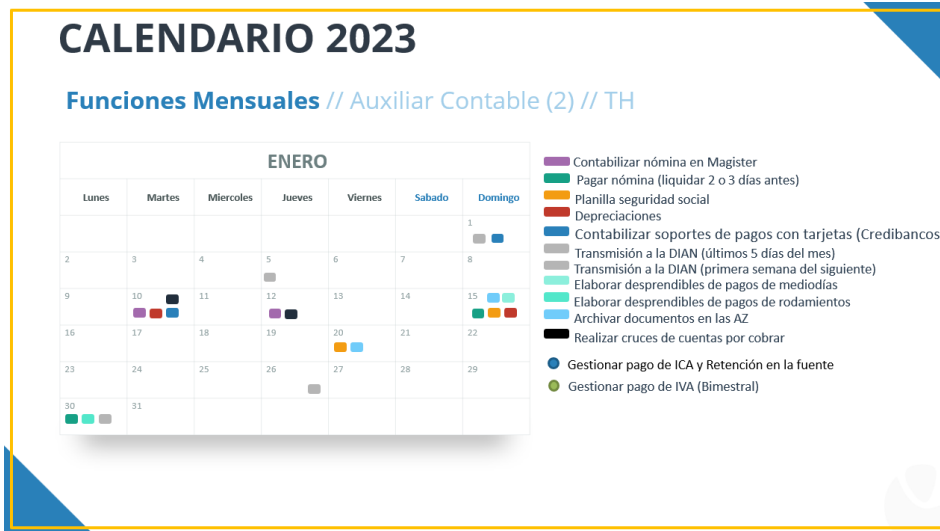 CALENDARIO 2023
Funciones Mensuales // Auxiliar Contable (2) // TH
ENERO
Lunes Martes Miercoles Jueves Viernes Sabado Domingo
1
2 3 4 5 6 7 8
9 10 11 12 13 14 15
16 17 18 19 20 21 22
23 24 25 26 27 28 29
30 31
Contabilizar nómina en Magister
Pagar nómina (liquidar 2 o 3 días antes)
Planilla seguridad social
Depreciaciones
Contabilizar soportes de pagos con tarjetas (Credibancos
Transmisión a la DIAN (últimos 5 días del mes)
Transmisión a la DIAN (primera semana del siguiente)
Elaborar desprendibles de pagos de mediodías
Elaborar desprendibles de pagos de rodamientos
Archivar documentos en las AZ
Realizar cruces de cuentas por cobrar
Gestionar pago de ICA y Retención en la fuente
Gestionar pago de IVA (Bimestral)